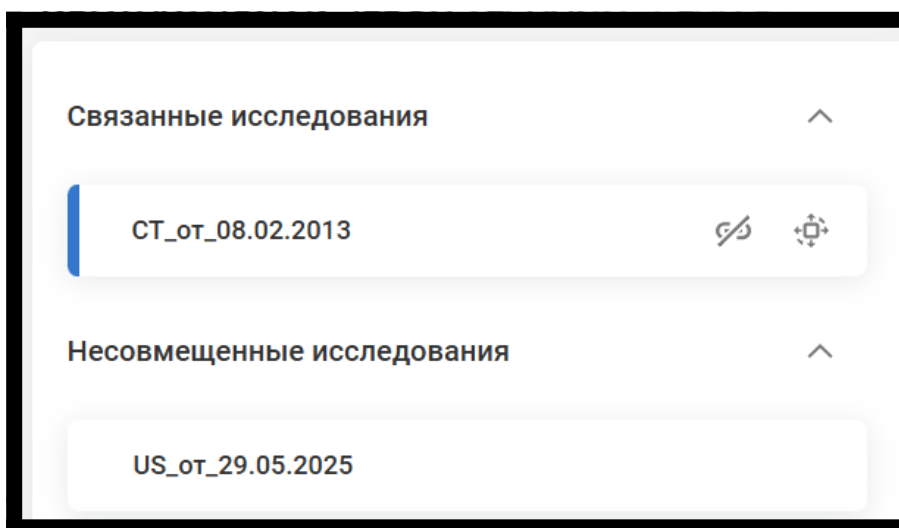 Связанные исследования
CT_от_08.02.2013
Несовмещенные исследования
US_от_29.05.2025